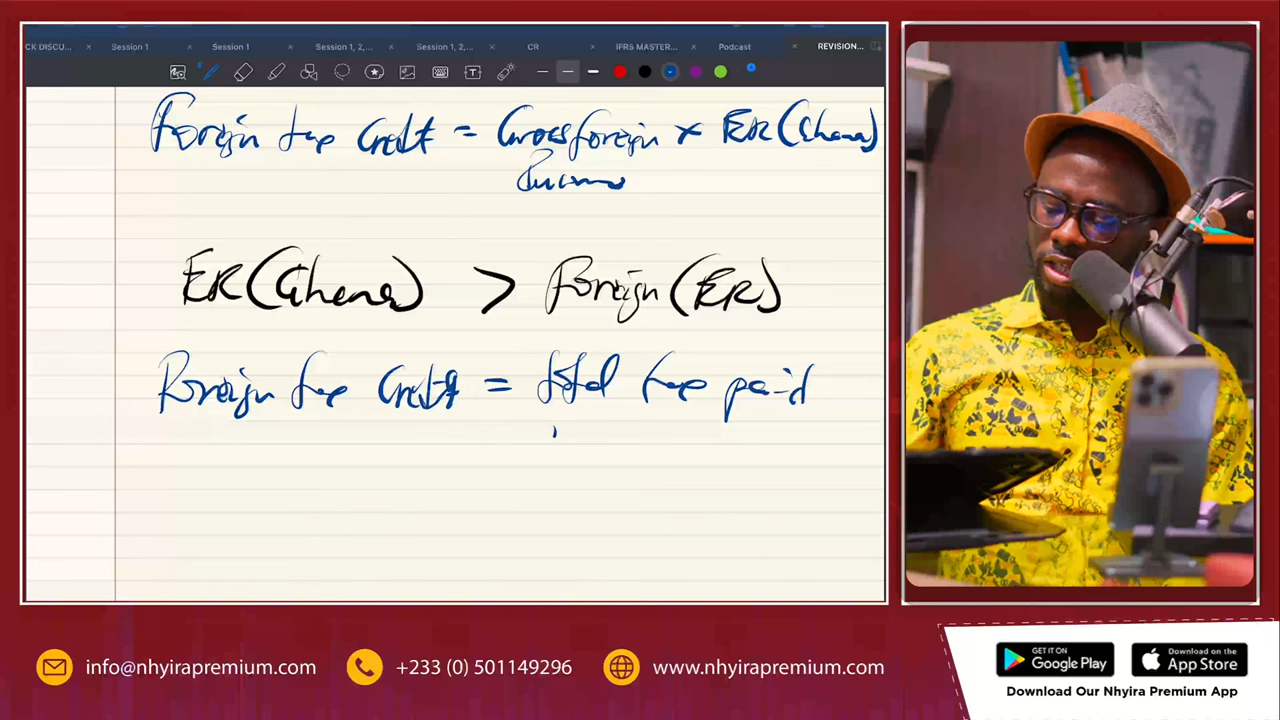 CK DISCU... Session 1 Session 1 Session 1, 2,... Session 1, 2,... CR IFRS MASTER... Podcast REVISION...
Foreign tax Credit = Gross foreign x ER (Ghana)
Income
ER (Ghana) > Foreign (ER)
Foreign tax Credit = total tax paid
info@nhyirapremium.com
+233 (0) 501149296
www.nhyirapremium.com
GET IT ON
Google Play
Download on the
App Store
Download Our Nhyira Premium App